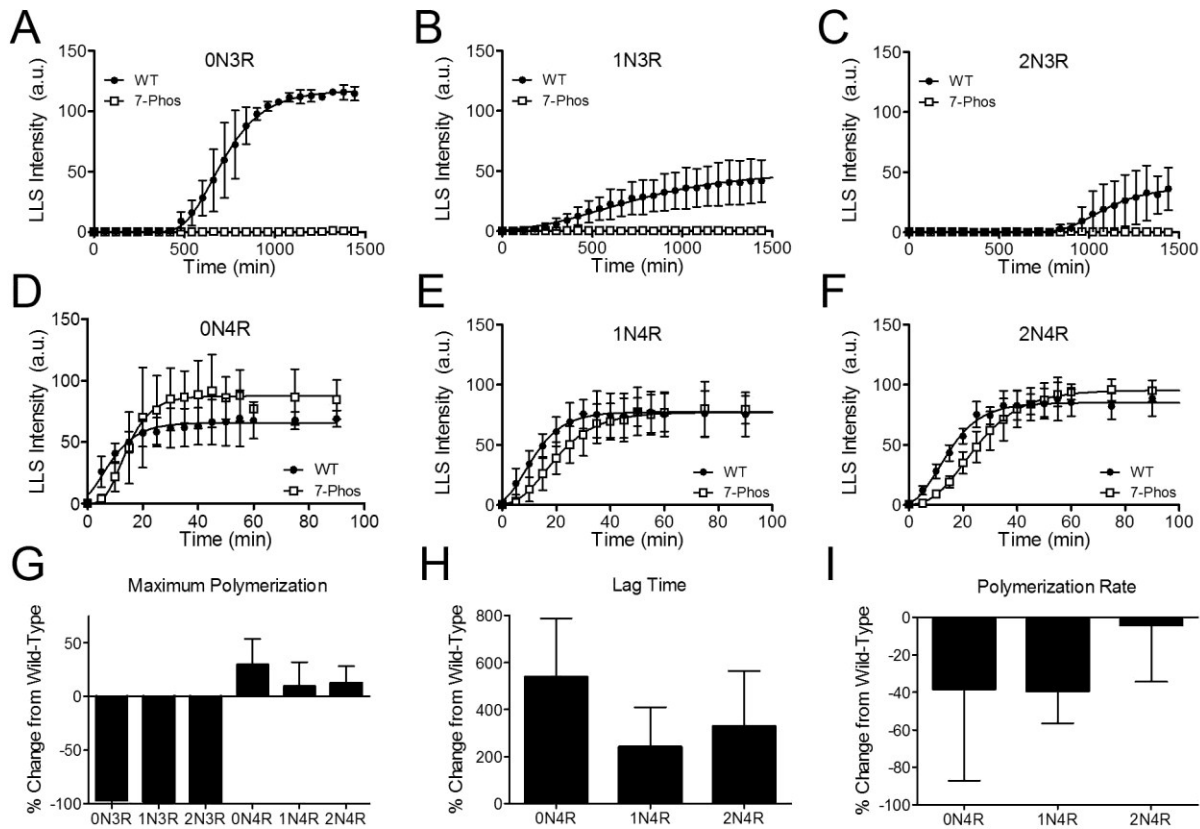 A
0N3R
LLS Intensity (a.u.)
150
100
50
0
WT
7-Phos
0 500 1000 1500
Time (min)
B
1N3R
LLS Intensity (a.u.)
150
100
50
0
WT
7-Phos
0 500 1000 1500
Time (min)
C
2N3R
LLS Intensity (a.u.)
150
100
50
0
WT
7-Phos
0 500 1000 1500
Time (min)
D
0N4R
LLS Intensity (a.u.)
150
100
50
0
WT
7-Phos
0 20 40 60 80 100
Time (min)
E
1N4R
LLS Intensity (a.u.)
150
100
50
0
WT
7-Phos
0 20 40 60 80 100
Time (min)
F
2N4R
LLS Intensity (a.u.)
150
100
50
0
WT
7-Phos
0 20 40 60 80 100
Time (min)
G
Maximum Polymerization
% Change from Wild-Type
50
0
-50
-100
0N3R 1N3R 2N3R 0N4R 1N4R 2N4R
H
Lag Time
% Change from Wild-Type
800
600
400
200
0
0N4R 1N4R 2N4R
I
Polymerization Rate
% Change from Wild-Type
0
-20
-40
-60
-80
-100
0N4R 1N4R 2N4R